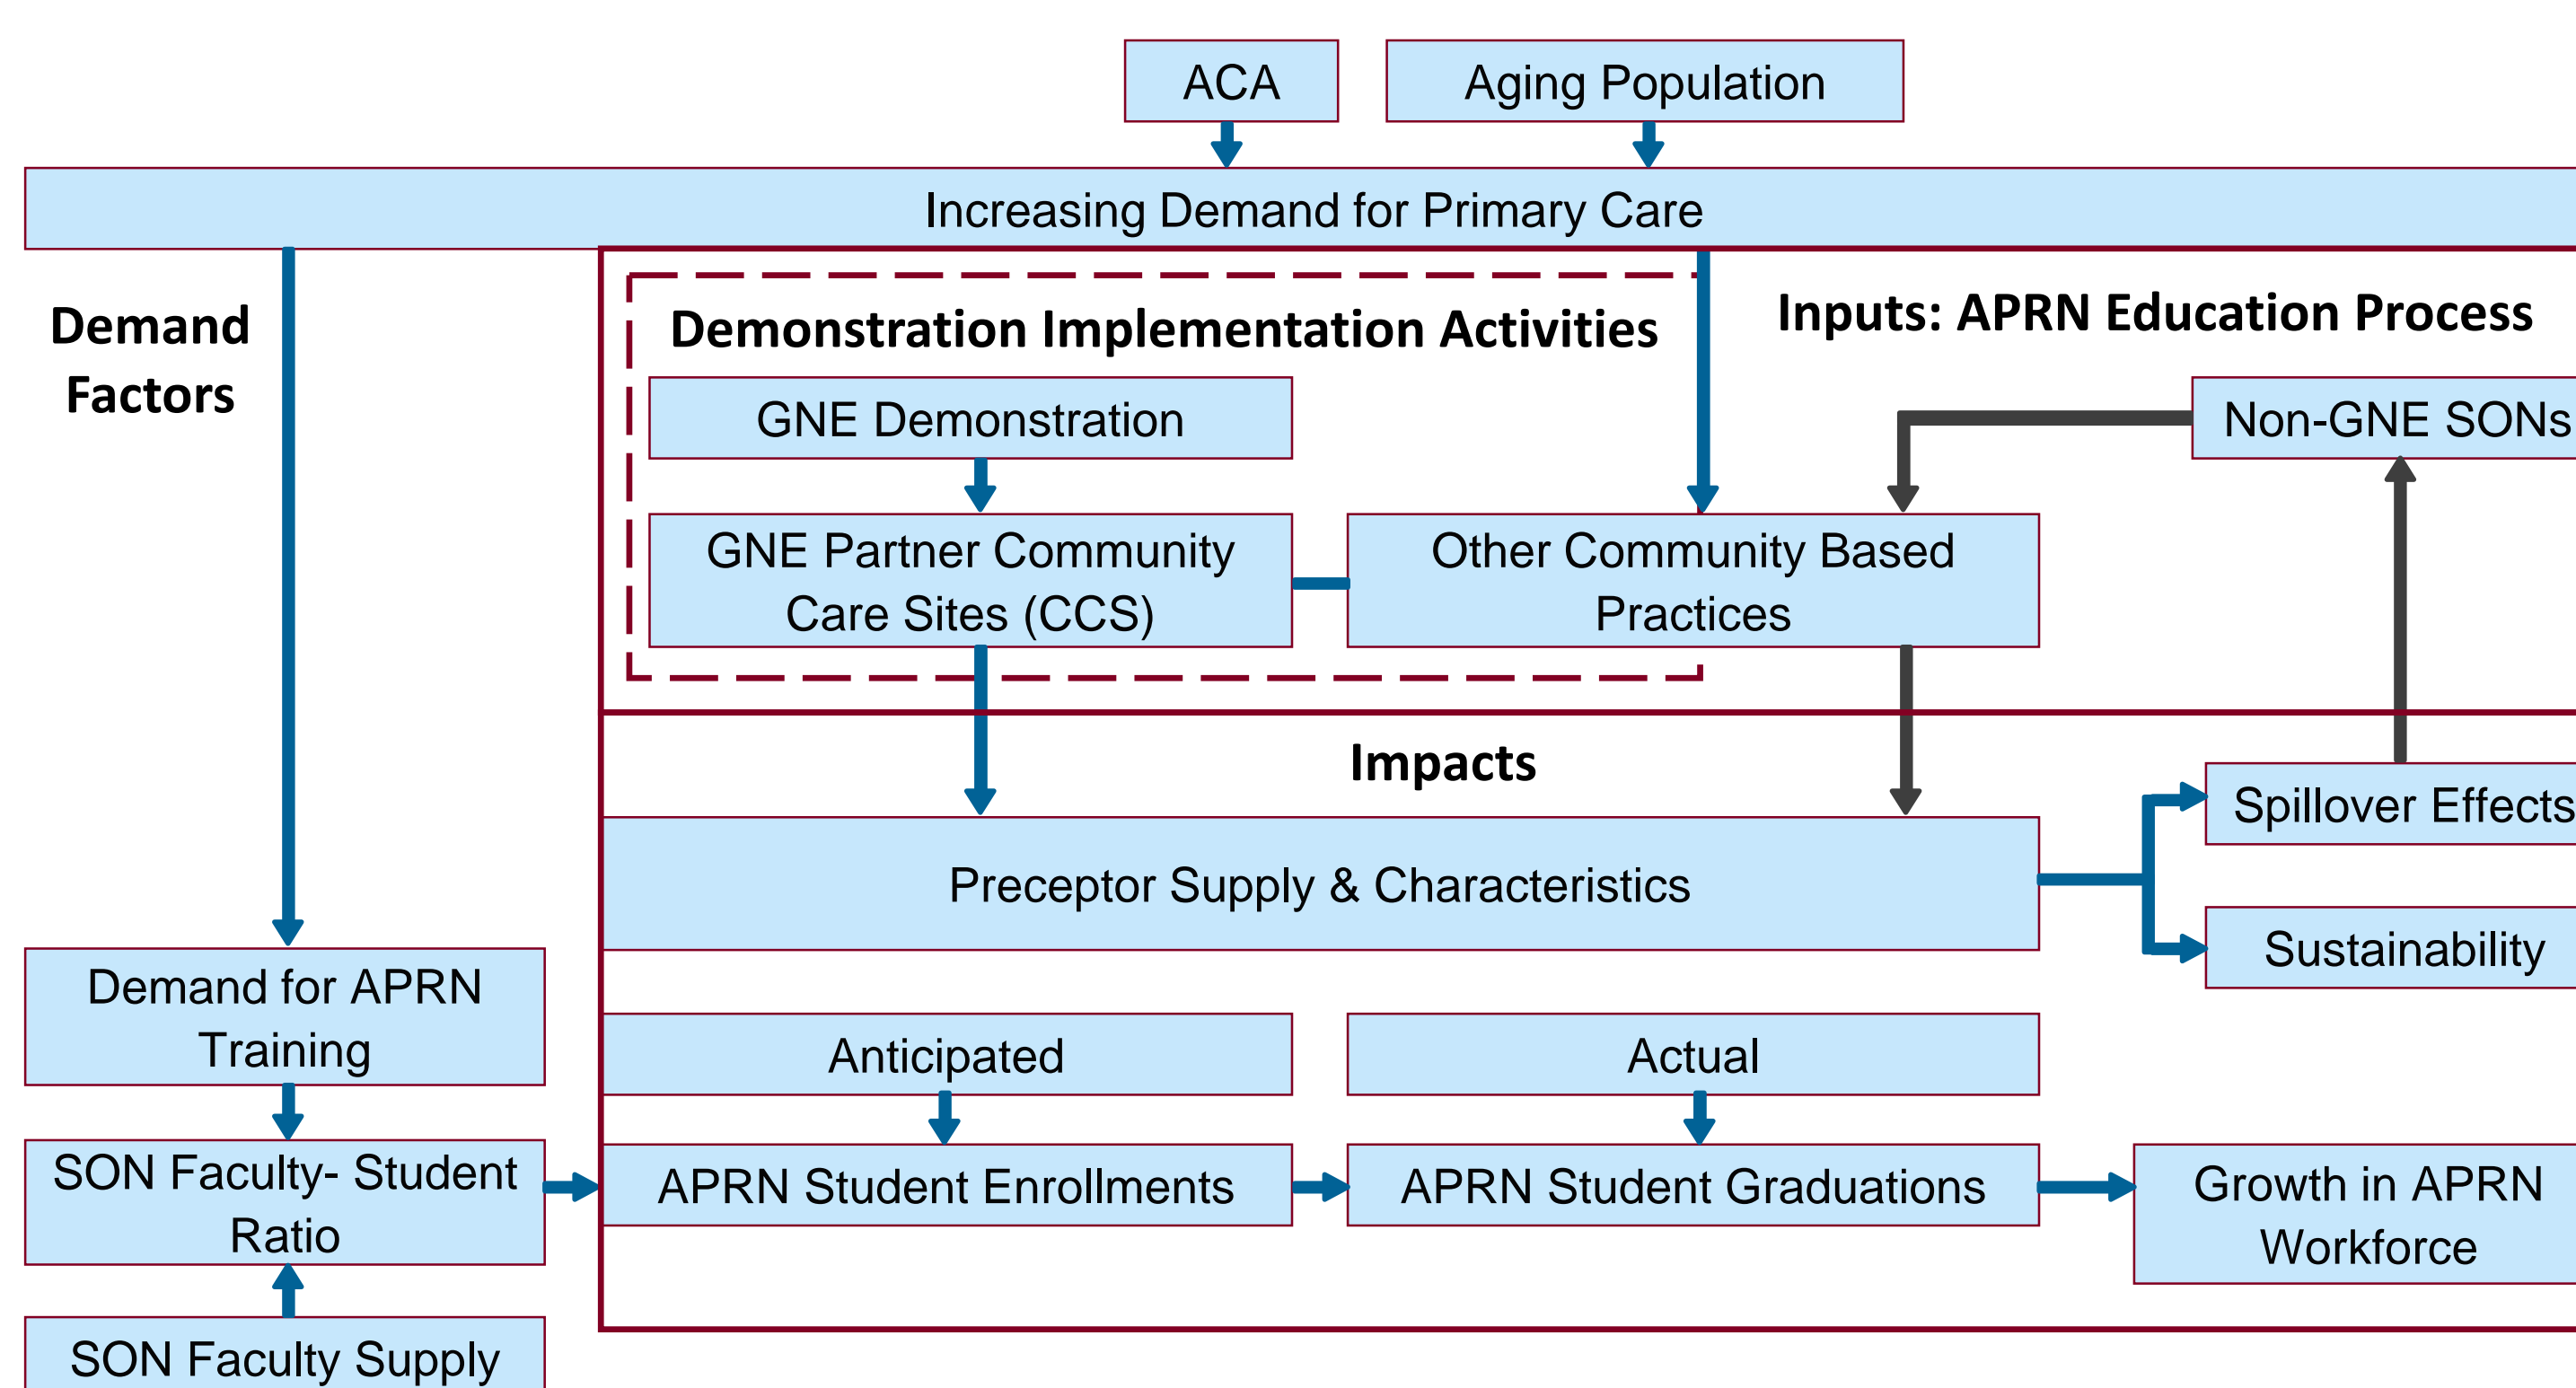 ACA
Aging Population
Increasing Demand for Primary Care
Demand
Factors
Demonstration Implementation Activities
Inputs: APRN Education Process
GNE Demonstration
Non-GNE SONs
GNE Partner Community
Care Sites (CCS)
Other Community Based
Practices
Impacts
Spillover Effects
Preceptor Supply & Characteristics
Sustainability
Demand for APRN
Training
Anticipated
Actual
SON Faculty- Student
Ratio
APRN Student Enrollments
APRN Student Graduations
Growth in APRN
Workforce
SON Faculty Supply